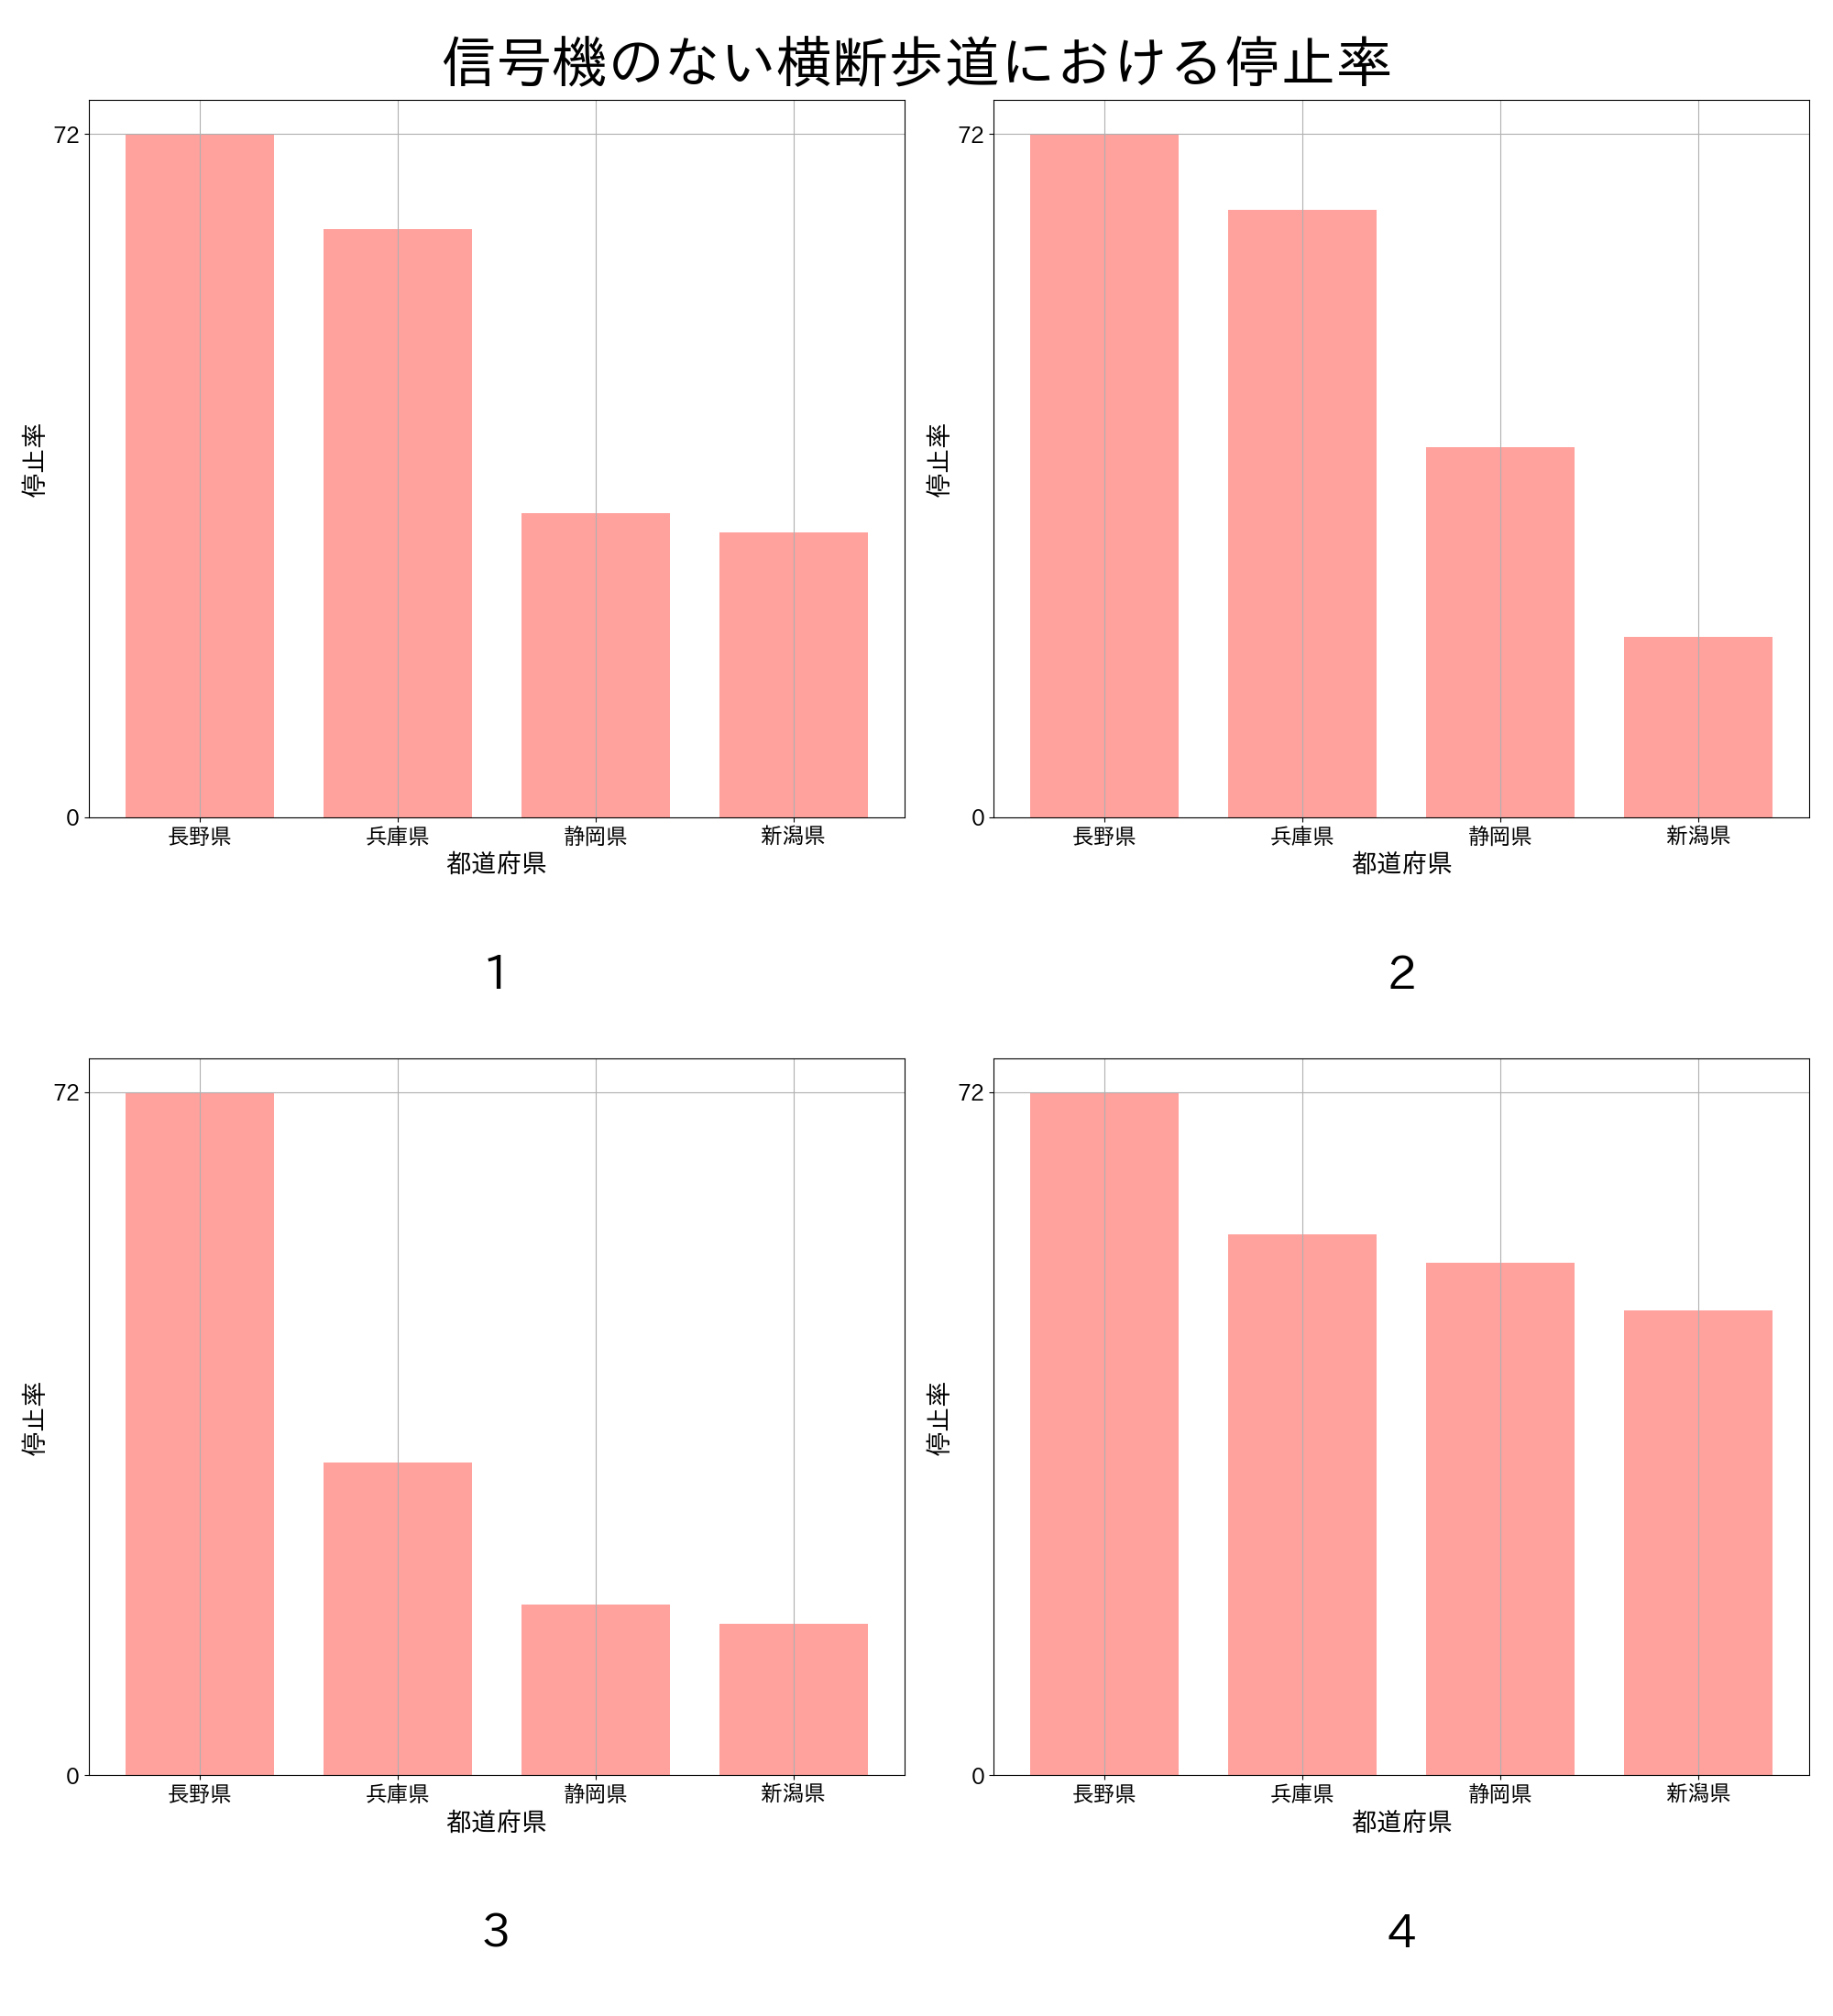 信号機のない横断歩道における停止率
72
停止率
0
長野県 兵庫県 静岡県 新潟県
都道府県
1
72
停止率
0
長野県 兵庫県 静岡県 新潟県
都道府県
2
72
停止率
0
長野県 兵庫県 静岡県 新潟県
都道府県
3
72
停止率
0
長野県 兵庫県 静岡県 新潟県
都道府県
4